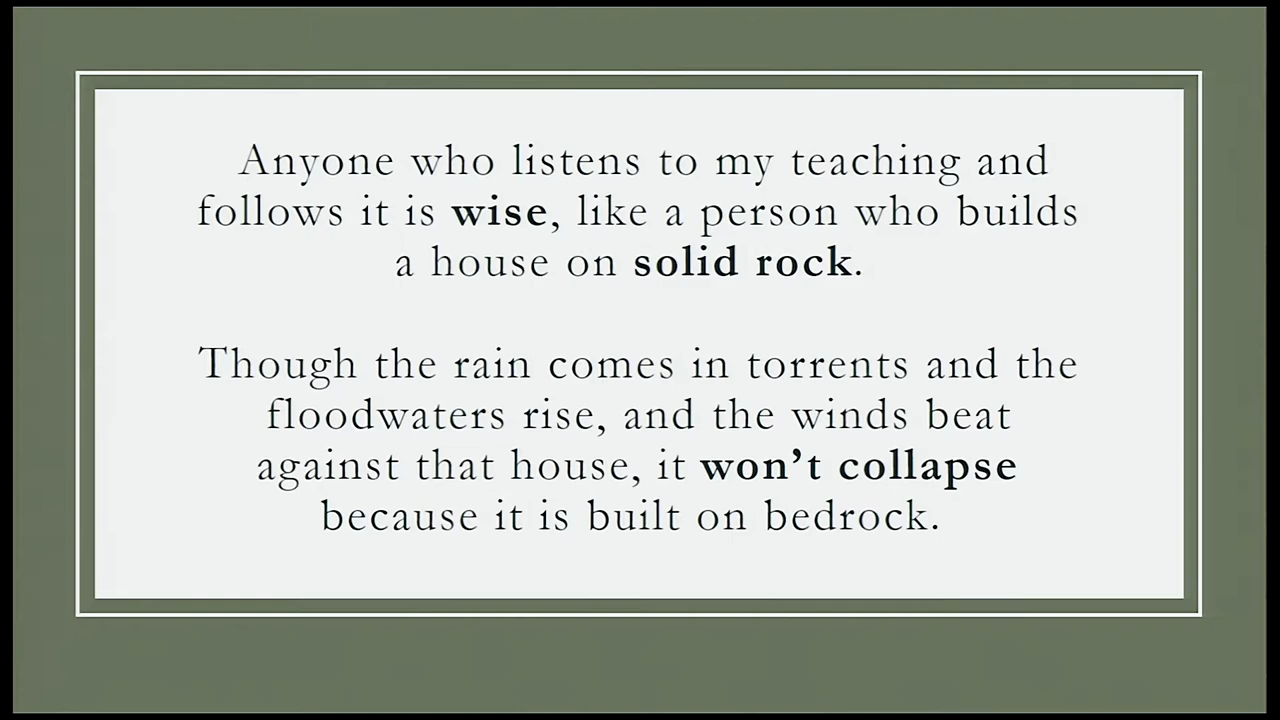 Anyone who listens to my teaching and
follows it is wise, like a person who builds
a house on solid rock.
Though the rain comes in torrents and the
floodwaters rise, and the winds beat
against that house, it won’t collapse
because it is built on bedrock.